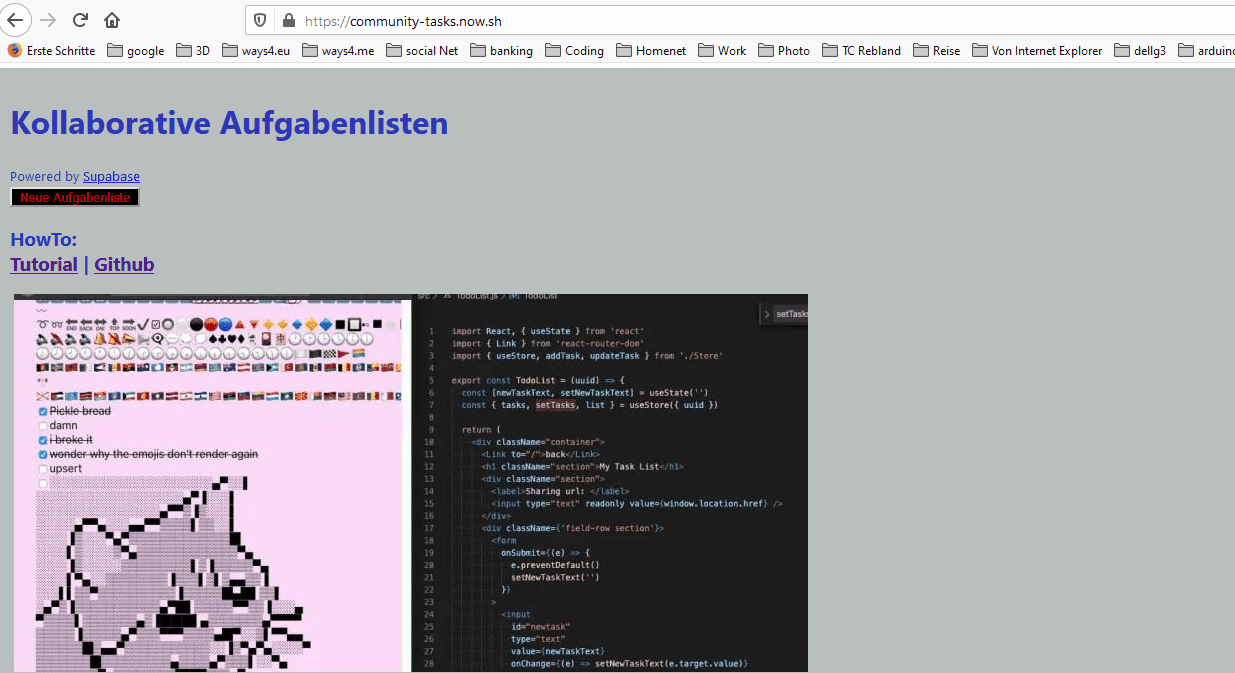 https://community-tasks.now.sh
Erste Schritte google 3D ways4.eu ways4.me social Net banking Coding Homenet Work Photo TC Rebland Reise Von Internet Explorer dellg3 arduino
Kollaborative Aufgabenlisten
Powered by Supabase
Neue Aufgabenliste
HowTo:
Tutorial | Github
Pickle bread
damn
i broke it
wonder why the emojis don't render again
upsert
src > JS TodoList.js > TodoList
setTasks
1 import React, { useState } from 'react'
2 import { Link } from 'react-router-dom'
3 import { useStore, addTask, updateTask } from './Store'
4
5 export const TodoList = (uuid) => {
6 const [newTaskText, setNewTaskText] = useState('')
7 const { tasks, setTasks, list } = useStore({ uuid })
8
9 return (
10 <div className="container">
11 <Link to="/">back</Link>
12 <h1 className="section">My Task List</h1>
13 <div className="section">
14 <label>Sharing url: </label>
15 <input type="text" readonly value={window.location.href} />
16 </div>
17 <div className={'field-row section'}>
18 <form
19 onSubmit={(e) => {
20 e.preventDefault()
21 setNewTaskText('')
22 }}
23 >
24 <input
25 id="newtask"
26 type="text"
27 value={newTaskText}
28 onChange={(e) => setNewTaskText(e.target.value)}